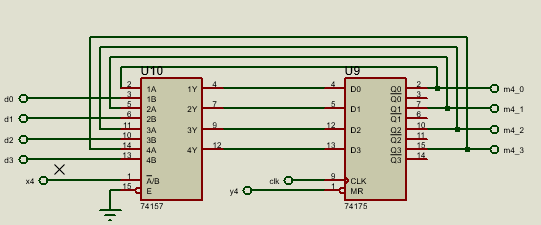 U10
U9
2 1A 1Y 4 4 D0 Q0 2 m4_0
d0 3 1B Q0 3
5 2A 2Y 7 5 D1 Q1 7 m4_1
d1 6 2B Q1 6
11 3A 3Y 9 12 D2 Q2 10 m4_2
d2 10 3B Q2 11
14 4A 4Y 12 13 D3 Q3 15 m4_3
d3 13 4B Q3 14
x4 1 A/B clk 9 CLK
15 E y4 1 MR
74157 74175